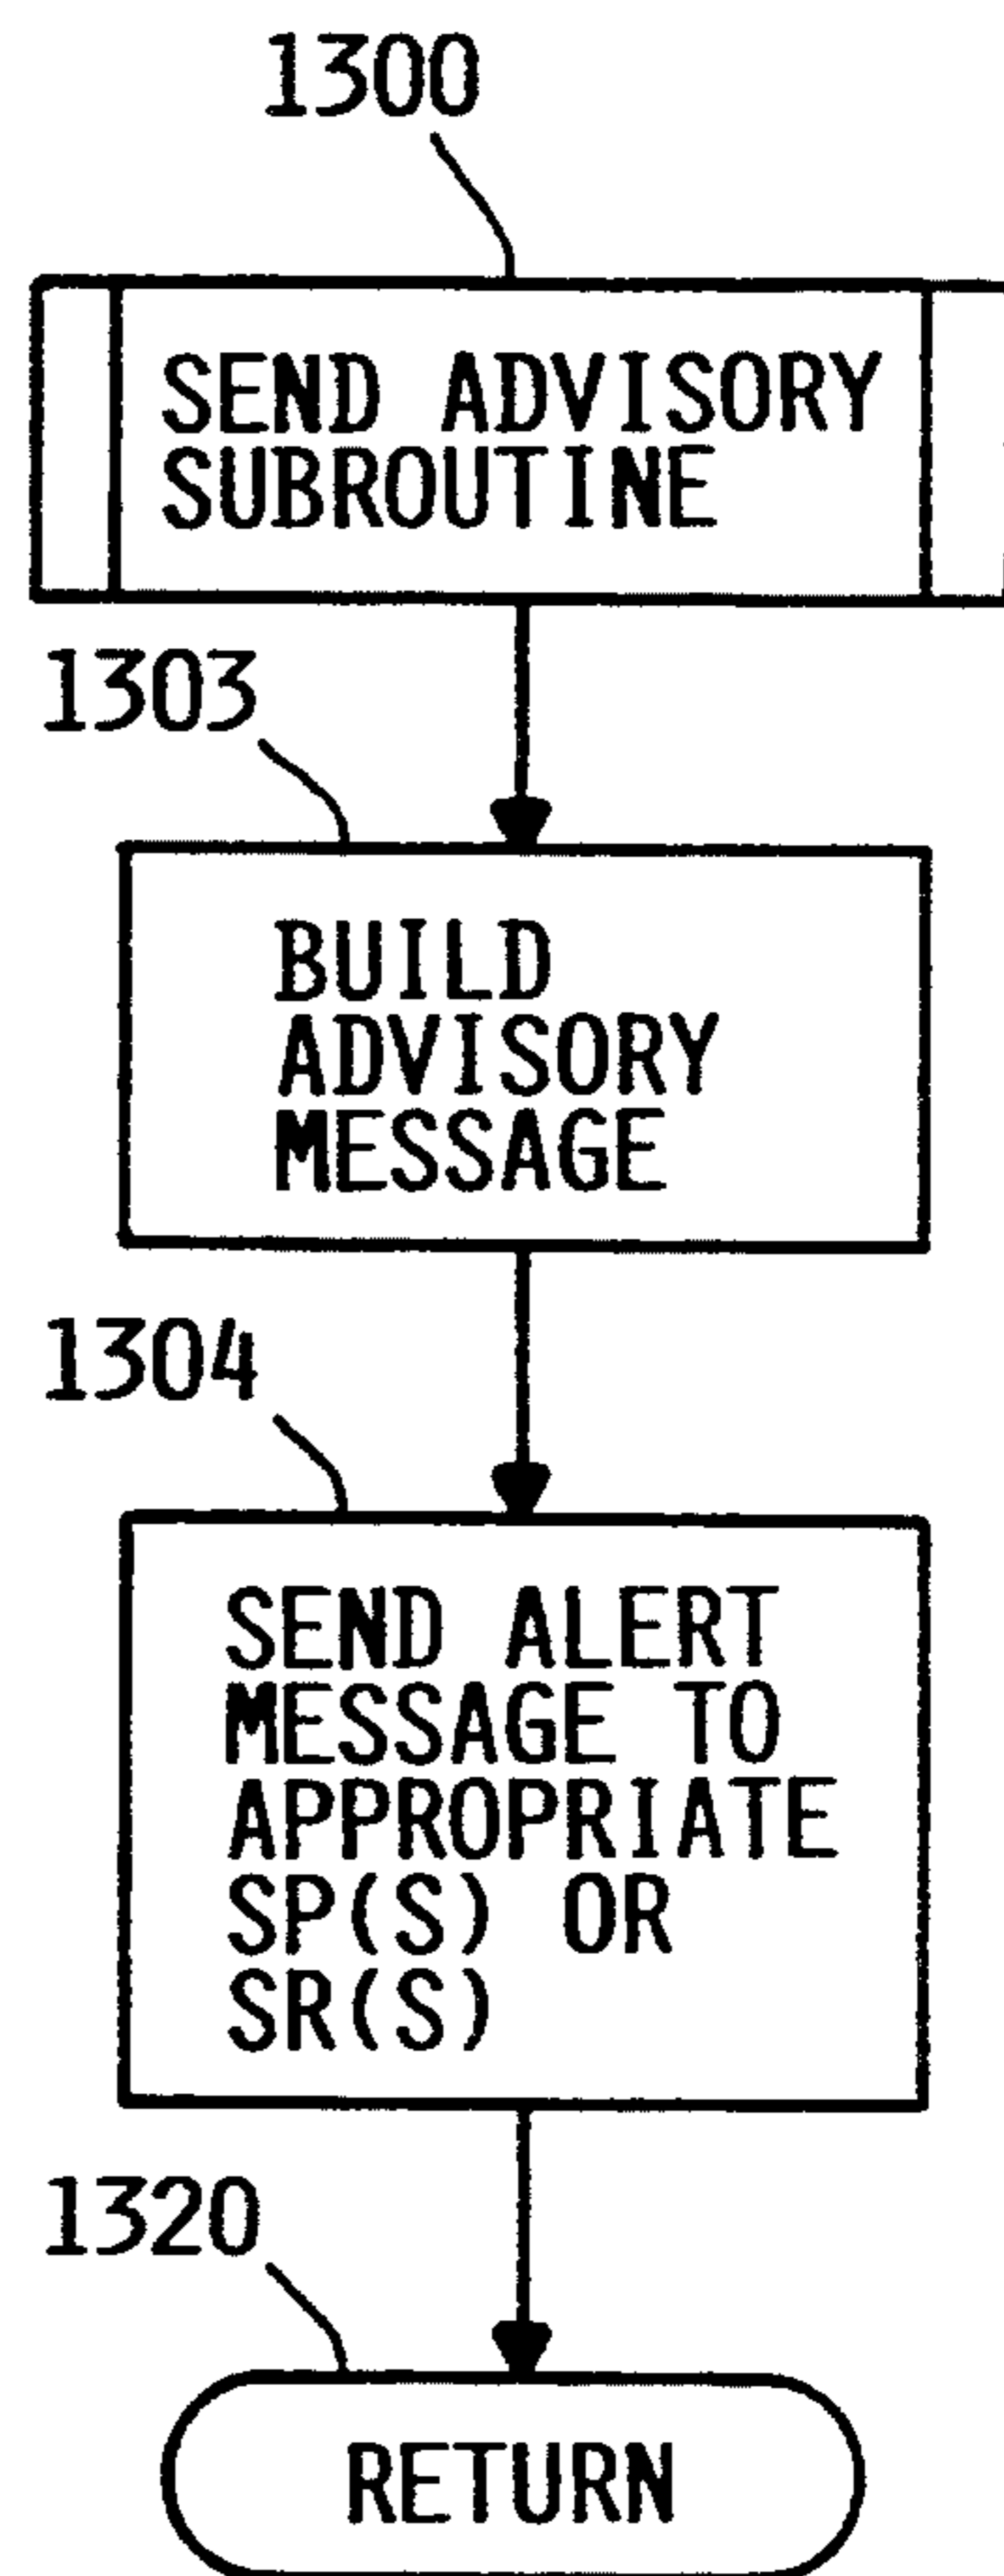 1300
SEND ADVISORY
SUBROUTINE
1303
BUILD
ADVISORY
MESSAGE
1304
SEND ALERT
MESSAGE TO
APPROPRIATE
SP(S) OR
SR(S)
1320
RETURN